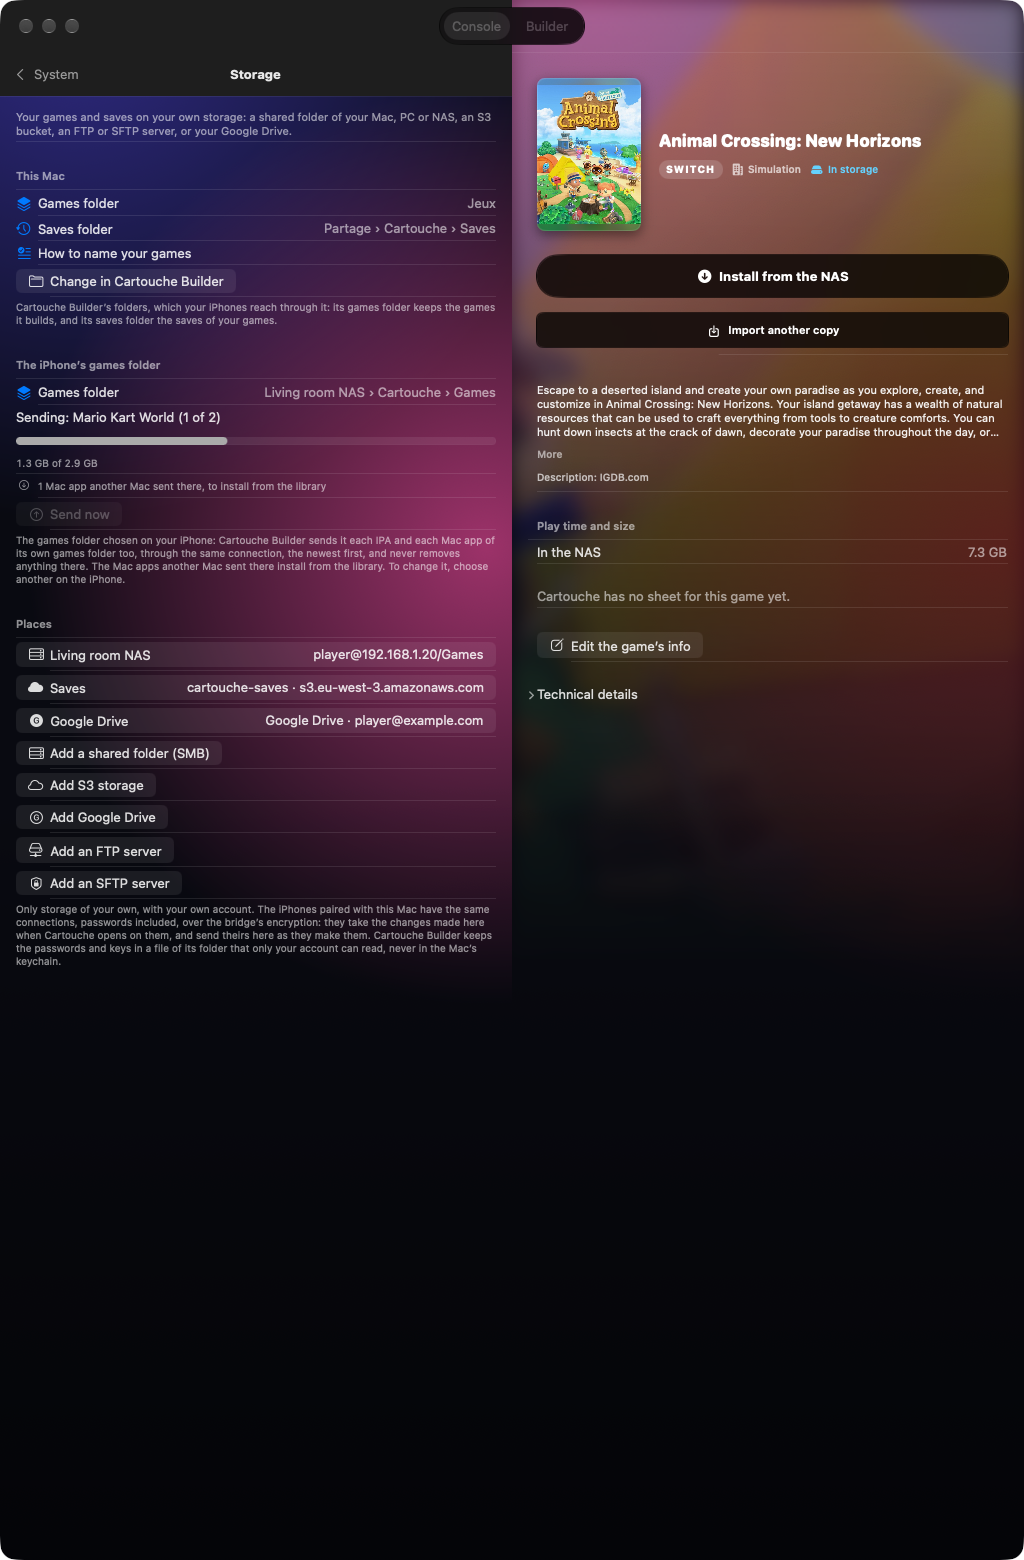 Console
Builder
System
Storage
Your games and saves on your own storage: a shared folder of your Mac, PC or NAS, an S3
bucket, an FTP or SFTP server, or your Google Drive.
This Mac
Games folder
Jeux
Saves folder
Partage › Cartouche › Saves
How to name your games
Change in Cartouche Builder
Cartouche Builder's folders, which your iPhones reach through it: its games folder keeps the games
it builds, and its saves folder the saves of your games.
The iPhone's games folder
Games folder
Living room NAS › Cartouche › Games
Sending: Mario Kart World (1 of 2)
1.3 GB of 2.9 GB
1 Mac app another Mac sent there, to install from the library
Send now
The games folder chosen on your iPhone: Cartouche Builder sends it each IPA and each Mac app of
its own games folder too, through the same connection, the newest first, and never removes
anything there. The Mac apps another Mac sent there install from the library. To change it, choose
another on the iPhone.
Places
Living room NAS
player@192.168.1.20/Games
Saves
cartouche-saves · s3.eu-west-3.amazonaws.com
Google Drive
Google Drive · player@example.com
Add a shared folder (SMB)
Add S3 storage
Add Google Drive
Add an FTP server
Add an SFTP server
Only storage of your own, with your own account. The iPhones paired with this Mac have the same
connections, passwords included, over the bridge's encryption: they take the changes made here
when Cartouche opens on them, and send theirs here as they make them. Cartouche Builder keeps
the passwords and keys in a file of its folder that only your account can read, never in the Mac's
keychain.
Animal Crossing
Animal Crossing: New Horizons
SWITCH
Simulation
In storage
Install from the NAS
Import another copy
Escape to a deserted island and create your own paradise as you explore, create, and
customize in Animal Crossing: New Horizons. Your island getaway has a wealth of natural
resources that can be used to craft everything from tools to creature comforts. You can
hunt down insects at the crack of dawn, decorate your paradise throughout the day, or...
More
Description: IGDB.com
Play time and size
In the NAS
7.3 GB
Cartouche has no sheet for this game yet.
Edit the game's info
Technical details